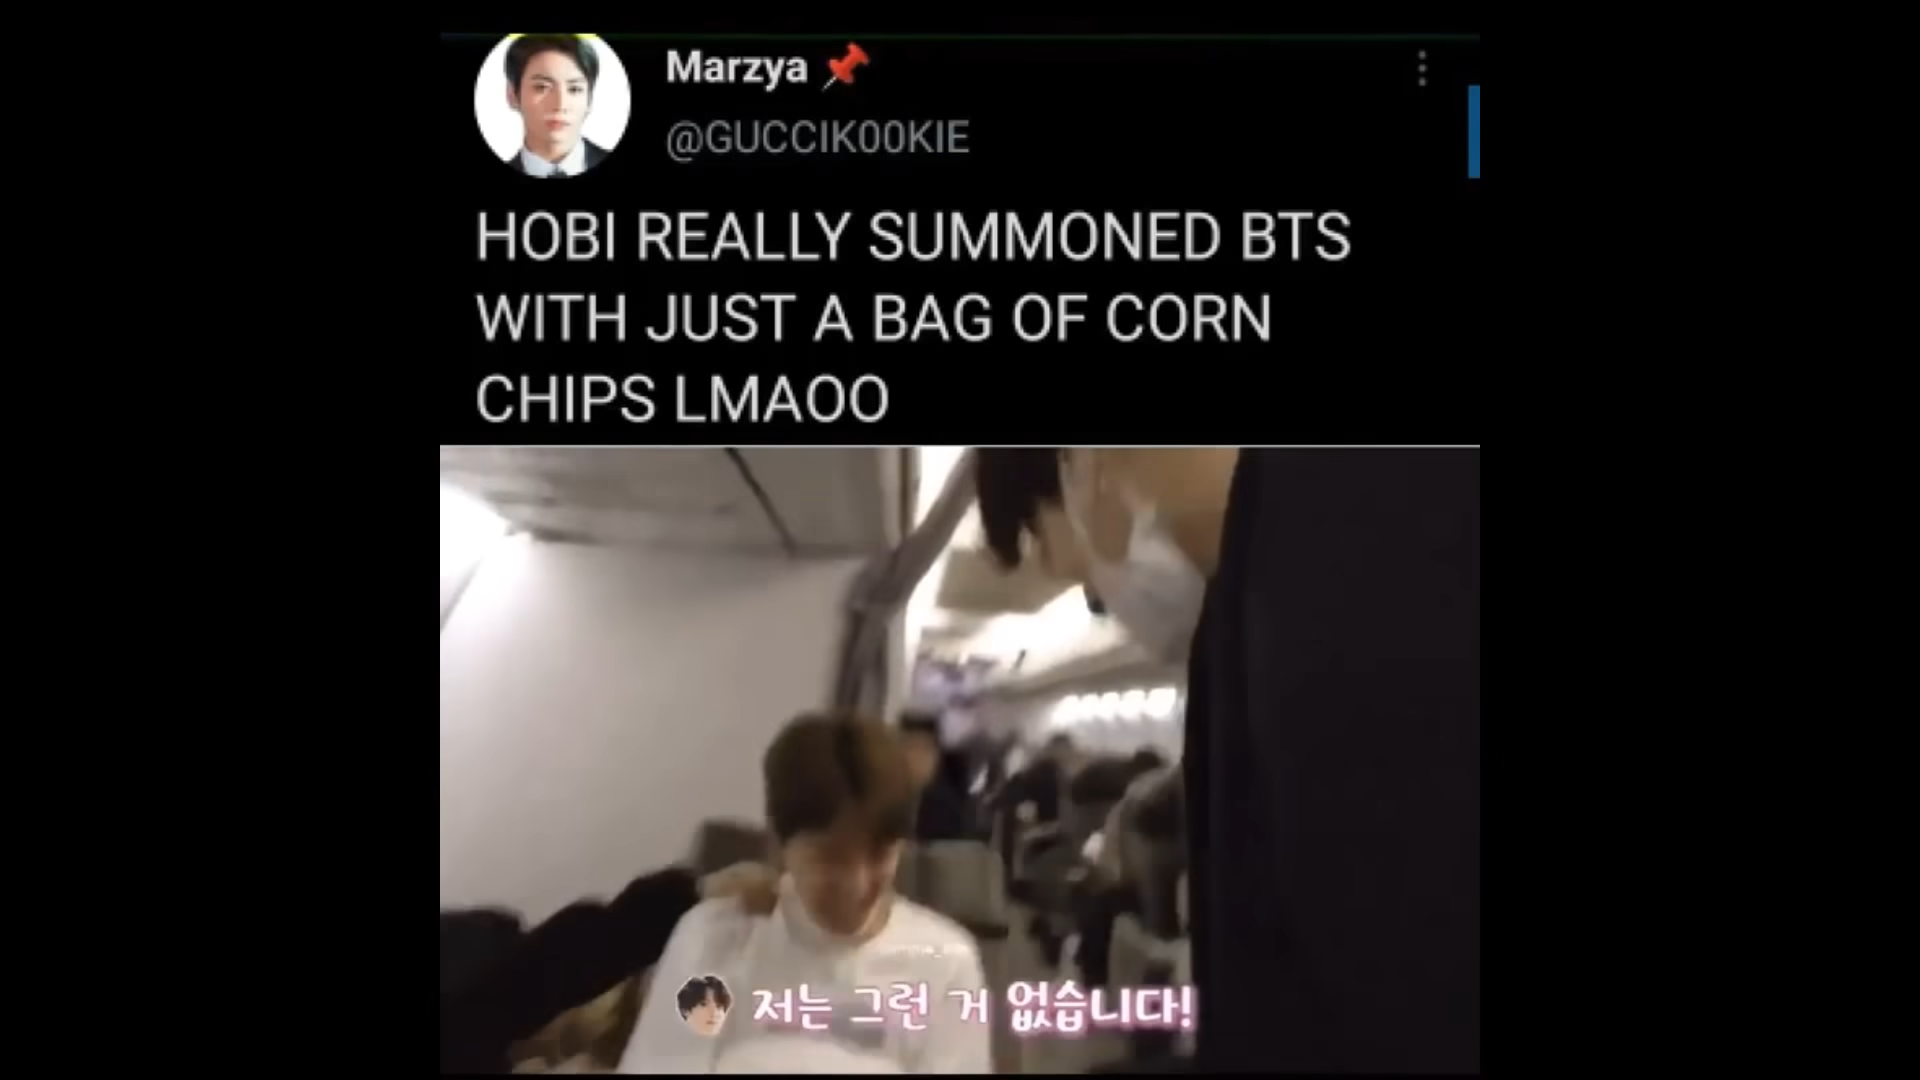 Marzya
@GUCCIK00KIE
HOBI REALLY SUMMONED BTS
WITH JUST A BAG OF CORN
CHIPS LMAOO
저는 그런 거 없습니다!